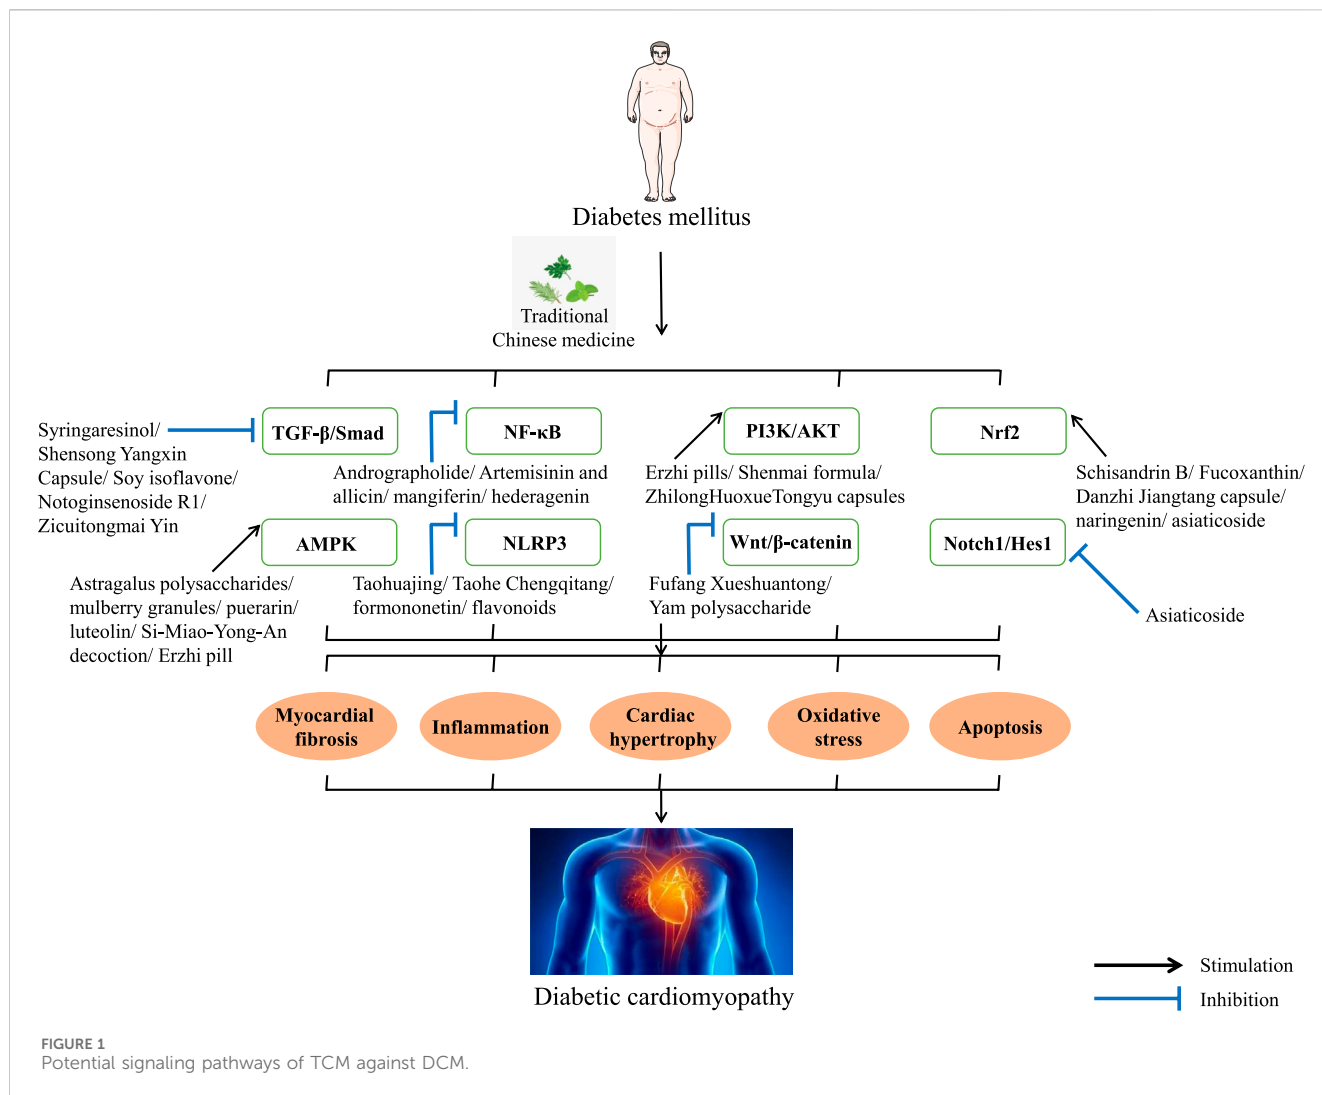 Diabetes mellitus
Traditional
Chinese medicine
Syringaresinol/
Shensong Yangxin
Capsule/ Soy isoflavone/
Notoginsenoside R1/
Zicuitongmai Yin
TGF-β/Smad
NF-κB
PI3K/AKT
Nrf2
Andrographolide/ Artemisinin and
allicin/ mangiferin/ hederagenin
Erzhi pills/ Shenmai formula/
ZhilongHuoxueTongyu capsules
Schisandrin B/ Fucoxanthin/
Danzhi Jiangtang capsule/
naringenin/ asiaticoside
AMPK
NLRP3
Wnt/β-catenin
Notch1/Hes1
Astragalus polysaccharides/
mulberry granules/ puerarin/
luteolin/ Si-Miao-Yong-An
decoction/ Erzhi pill
Taohuajing/ Taohe Chengqitang/
formononetin/ flavonoids
Fufang Xueshuantong/
Yam polysaccharide
Asiaticoside
Myocardial
fibrosis
Inflammation
Cardiac
hypertrophy
Oxidative
stress
Apoptosis
Diabetic cardiomyopathy
Stimulation
Inhibition
FIGURE 1
Potential signaling pathways of TCM against DCM.